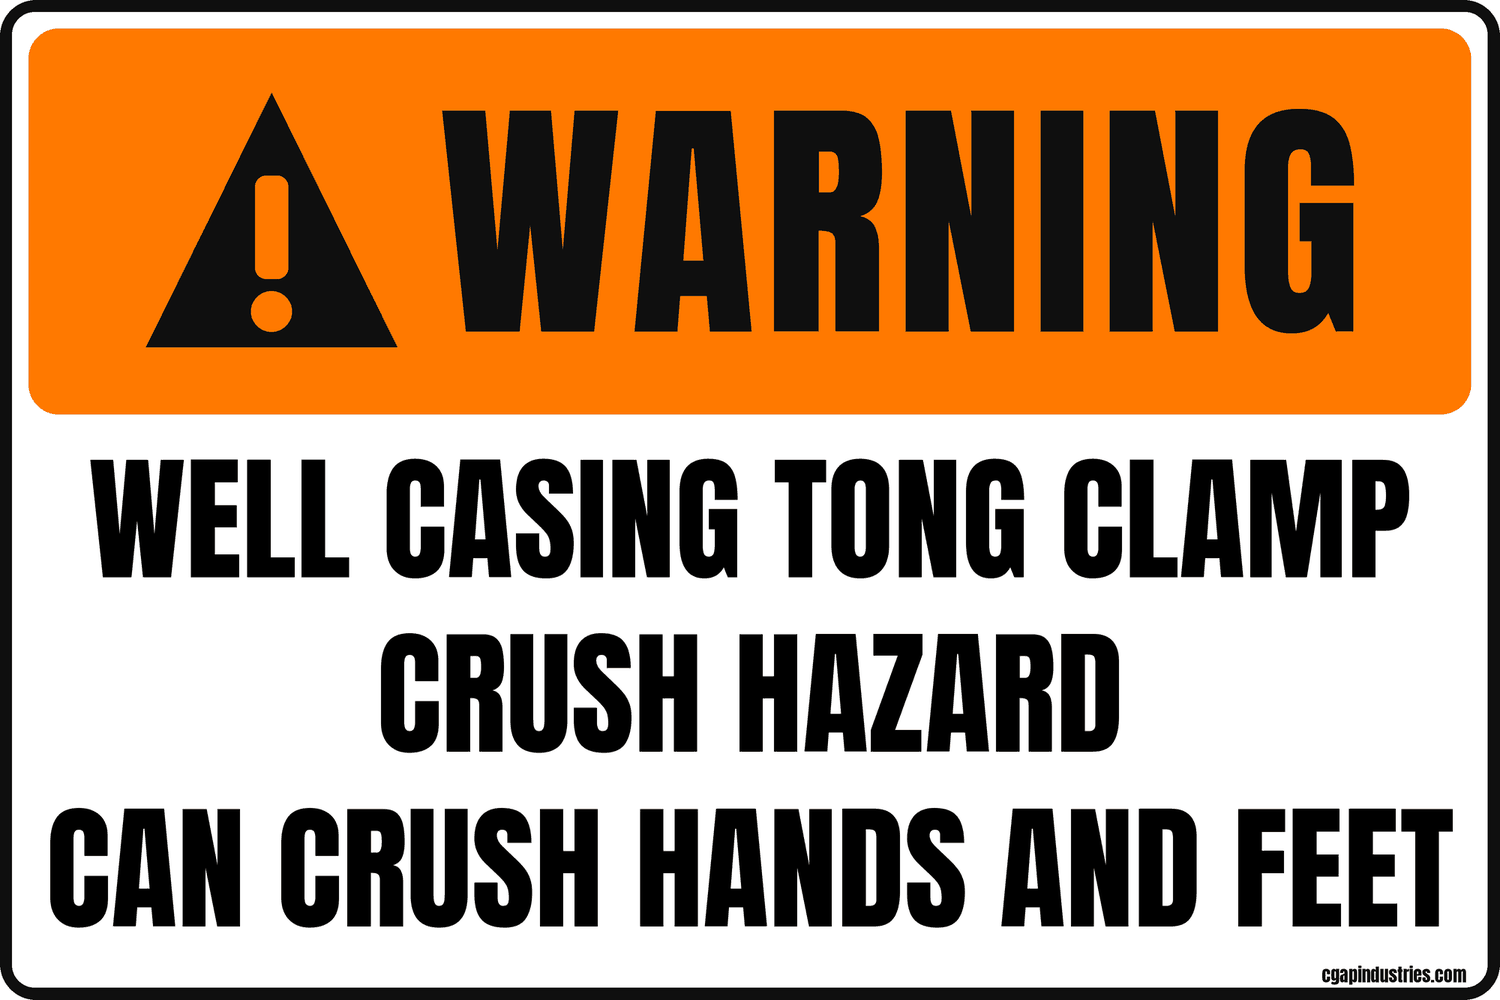 WARNING
WELL CASING TONG CLAMP
CRUSH HAZARD
CAN CRUSH HANDS AND FEET
cgapindustries.com